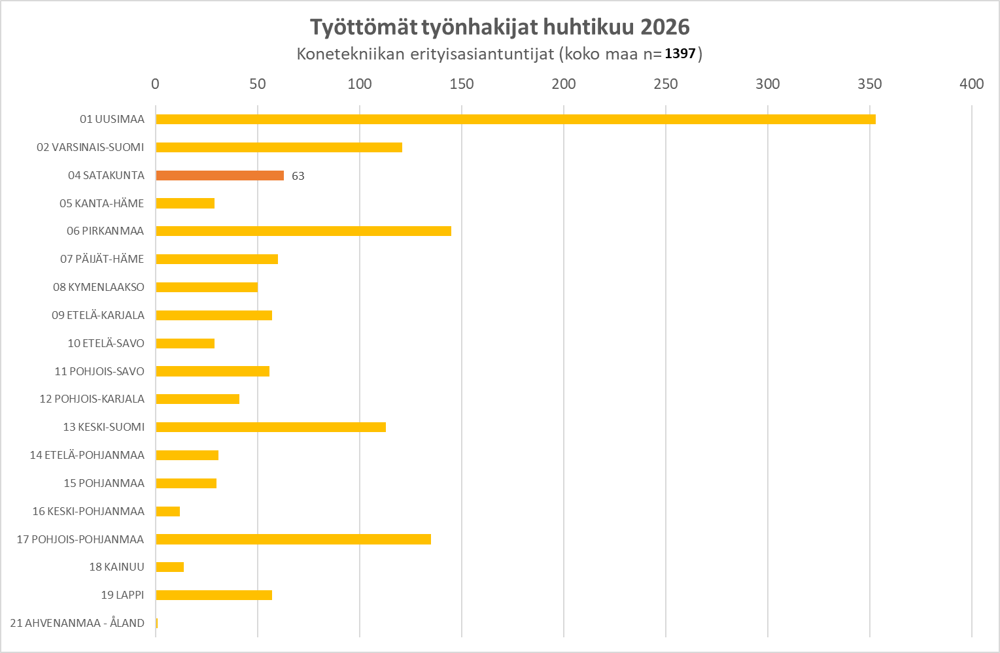 Työttömät työnhakijat huhtikuu 2026
Konetekniikan erityisasiantuntijat (koko maa n= 1397 )
0 50 100 150 200 250 300 350 400
01 UUSIMAA
02 VARSINAIS-SUOMI
04 SATAKUNTA 63
05 KANTA-HÄME
06 PIRKANMAA
07 PÄIJÄT-HÄME
08 KYMENLAAKSO
09 ETELÄ-KARJALA
10 ETELÄ-SAVO
11 POHJOIS-SAVO
12 POHJOIS-KARJALA
13 KESKI-SUOMI
14 ETELÄ-POHJANMAA
15 POHJANMAA
16 KESKI-POHJANMAA
17 POHJOIS-POHJANMAA
18 KAINUU
19 LAPPI
21 AHVENANMAA - ÅLAND